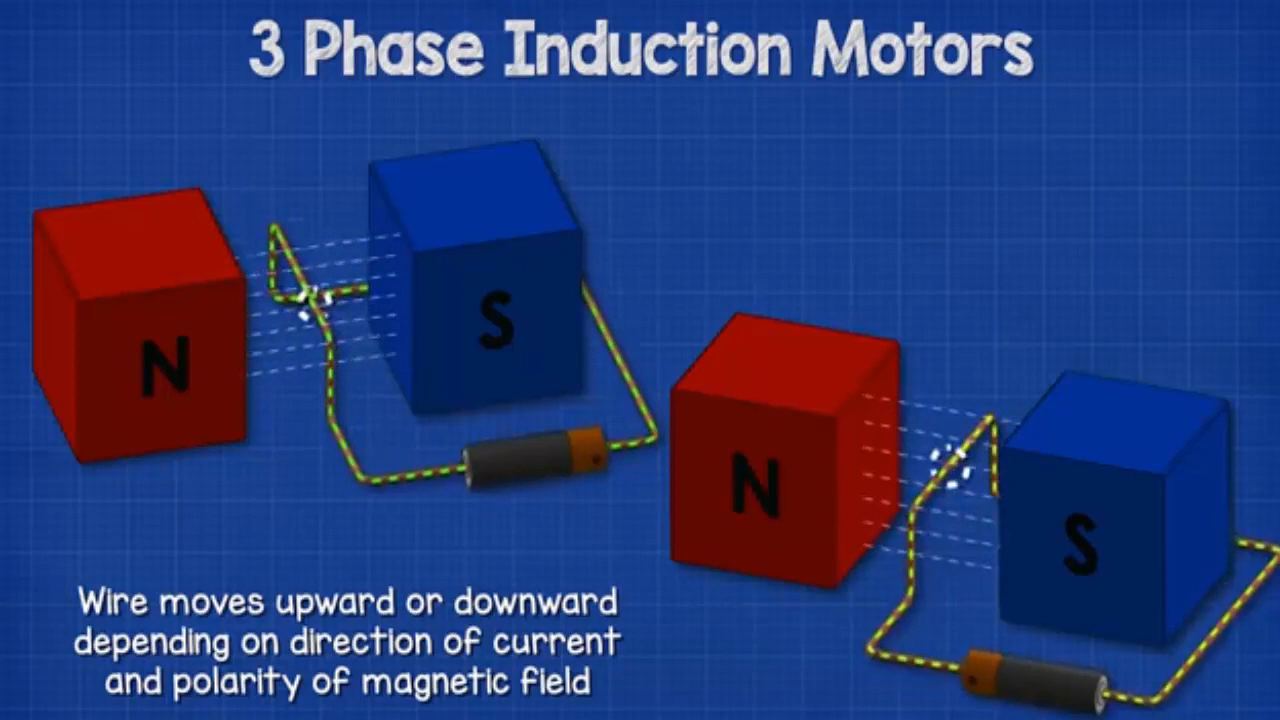 3 Phase Induction Motors
N
S
N
S
Wire moves upward or downward
depending on direction of current
and polarity of magnetic field